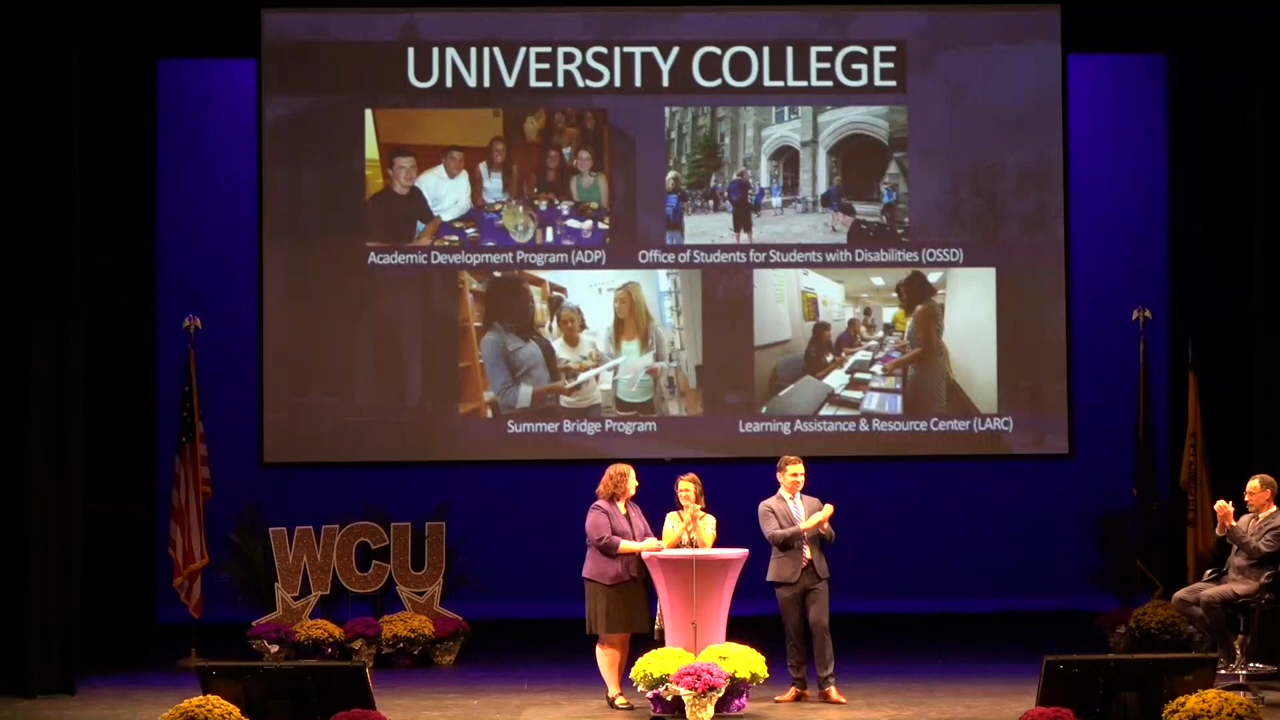 UNIVERSITY COLLEGE
Academic Development Program (ADP)
Office of Students for Students with Disabilities (OSSD)
Summer Bridge Program
Learning Assistance & Resource Center (LARC)
WCU